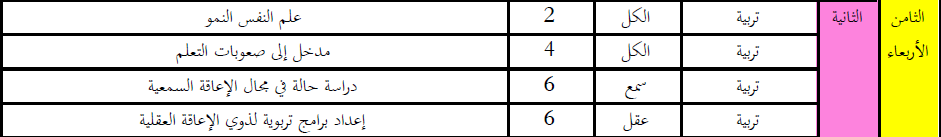 الثامن الثانية تربية الكل 2 علم النفس النمو
الأربعاء تربية الكل 4 مدخل إلى صعوبات التعلم
تربية سمع 6 دراسة حالة في مجال الإعاقة السمعية
تربية عقل 6 إعداد برامج تربوية لذوي الإعاقة العقلية